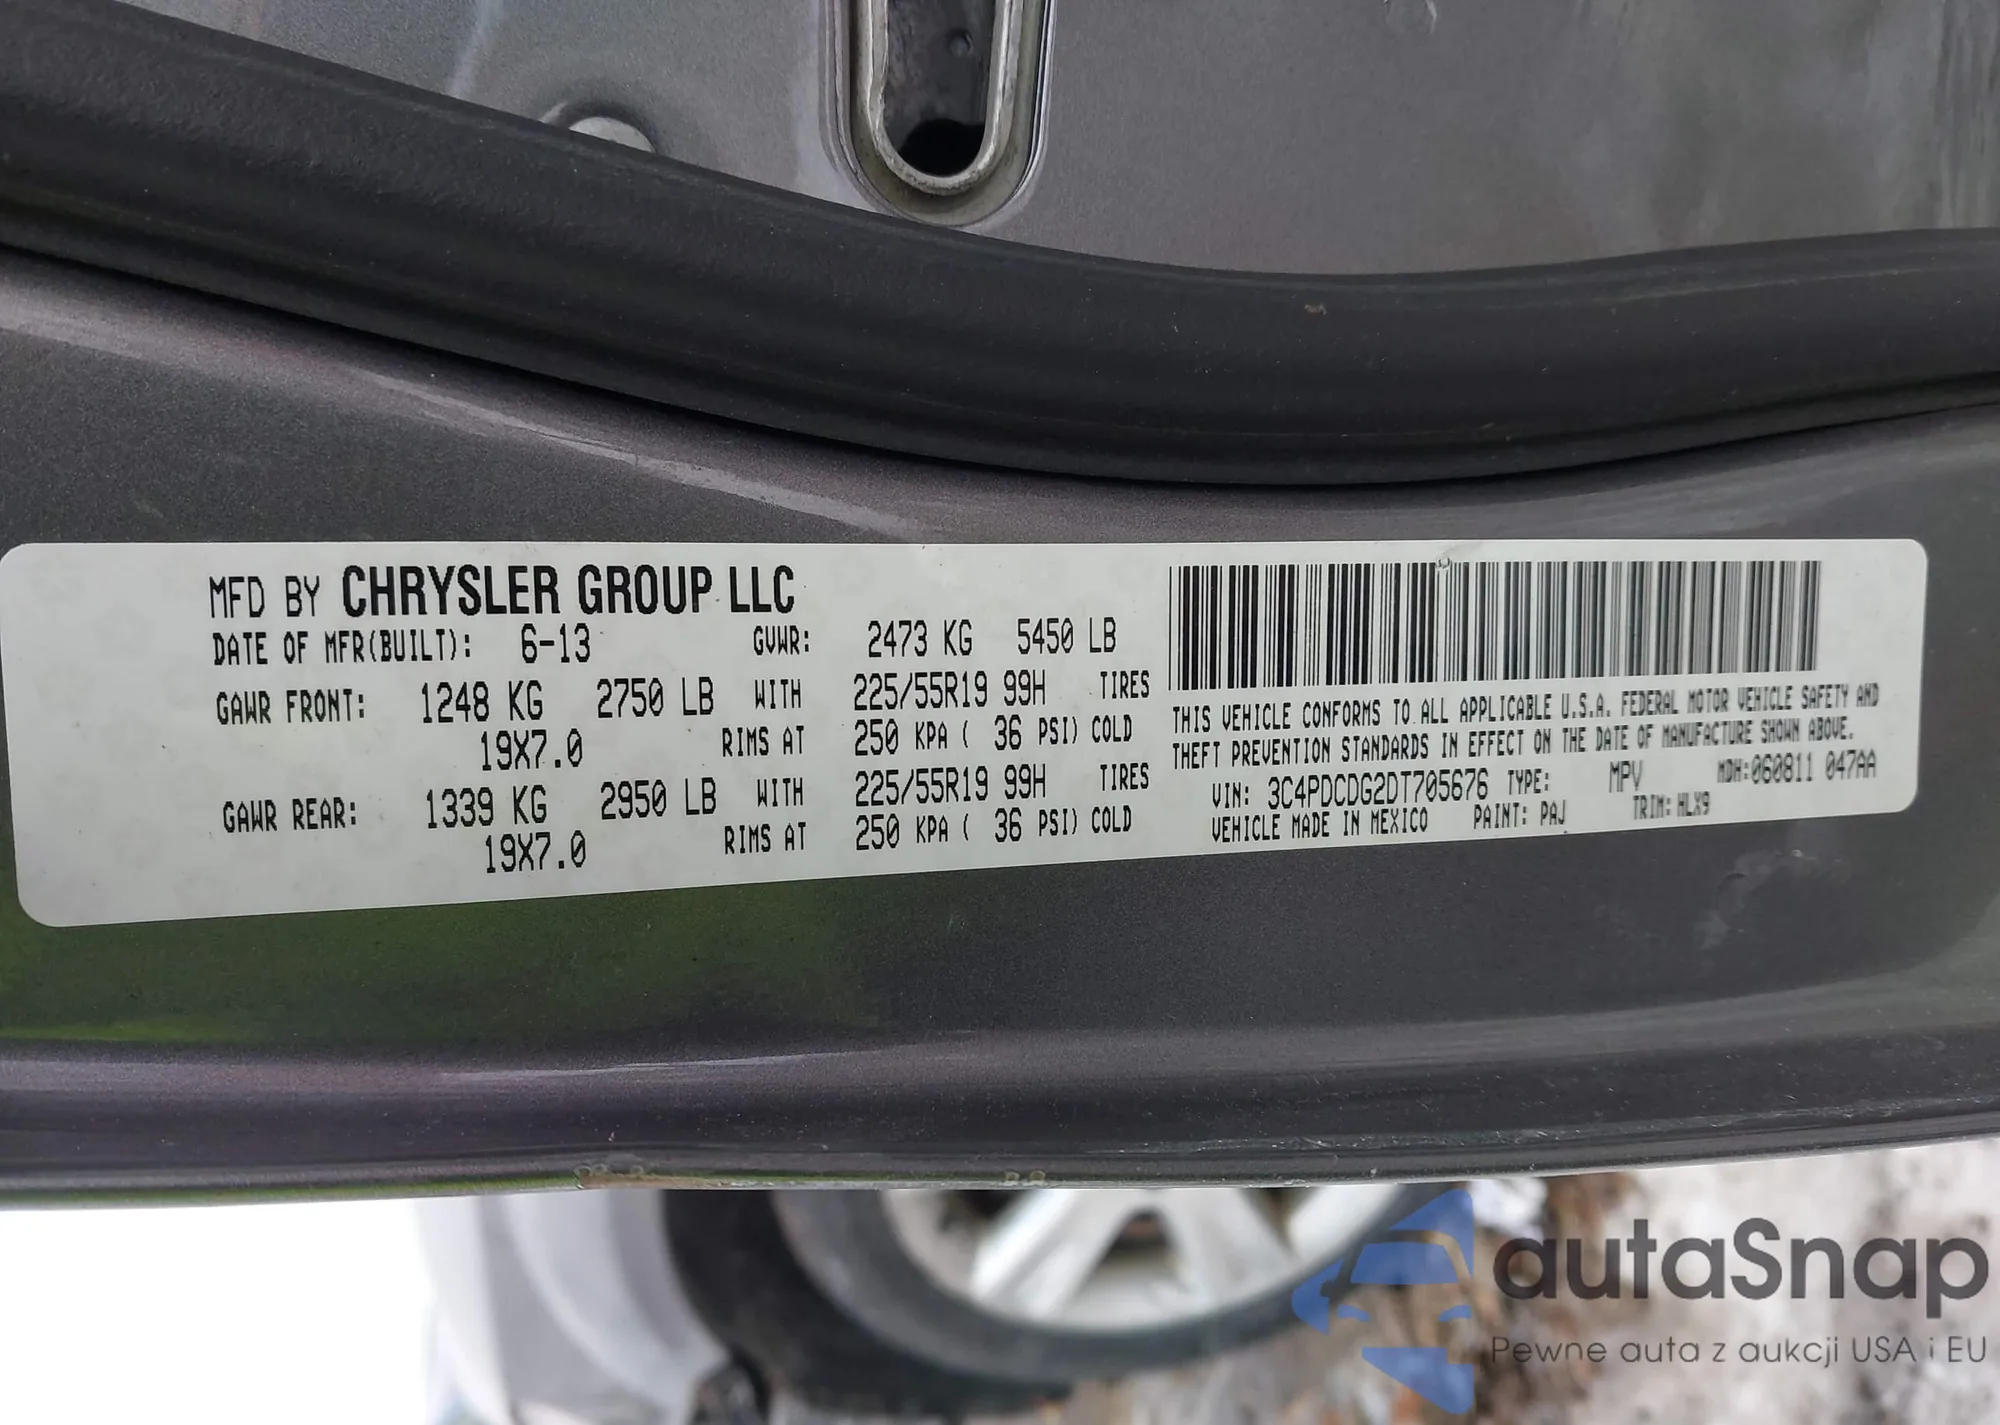 MFD BY CHRYSLER GROUP LLC
DATE OF MFR(BUILT): 6-13 GVWR: 2473 KG 5450 LB
GAWR FRONT: 1248 KG 2750 LB WITH 225/55R19 99H TIRES
19X7.0 RIMS AT 250 KPA ( 36 PSI) COLD
GAWR REAR: 1339 KG 2950 LB WITH 225/55R19 99H TIRES
19X7.0 RIMS AT 250 KPA ( 36 PSI) COLD
THIS VEHICLE CONFORMS TO ALL APPLICABLE U.S.A. FEDERAL MOTOR VEHICLE SAFETY AND
THEFT PREVENTION STANDARDS IN EFFECT ON THE DATE OF MANUFACTURE SHOWN ABOVE.
VIN: 3C4PDCDG2DT705676 TYPE: MPV MDH:060811 047AA
VEHICLE MADE IN MEXICO PAINT: PAJ TRIM: HLX9
autaSnap
Pewne auta z aukcji USA i EU